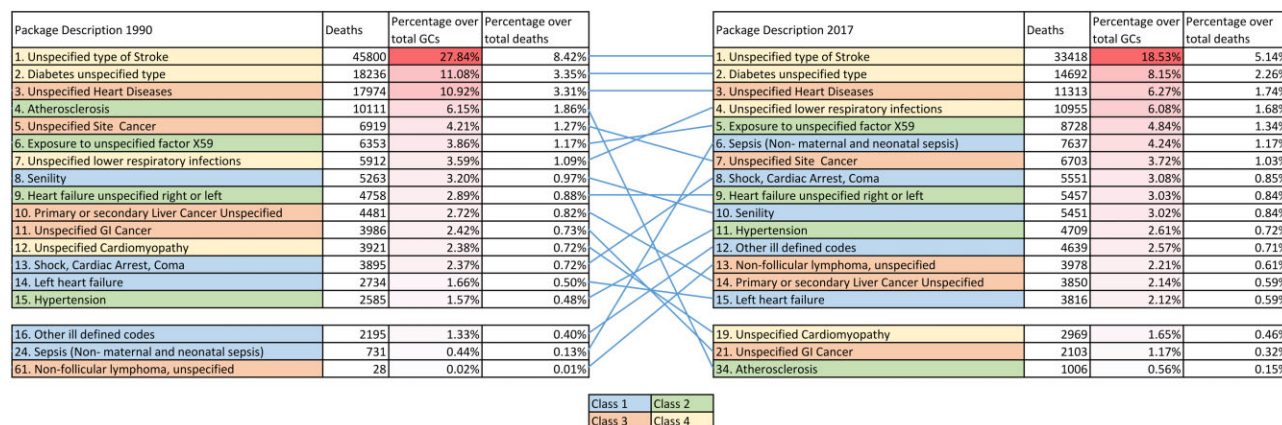 Package Description 1990 Deaths Percentage over total GCs Percentage over total deaths
1. Unspecified type of Stroke 45800 27.84% 8.42%
2. Diabetes unspecified type 18236 11.08% 3.35%
3. Unspecified Heart Diseases 17974 10.92% 3.31%
4. Atherosclerosis 10111 6.15% 1.86%
5. Unspecified Site Cancer 6919 4.21% 1.27%
6. Exposure to unspecified factor X59 6353 3.86% 1.17%
7. Unspecified lower respiratory infections 5912 3.59% 1.09%
8. Senility 5263 3.20% 0.97%
9. Heart failure unspecified right or left 4758 2.89% 0.88%
10. Primary or secondary Liver Cancer Unspecified 4481 2.72% 0.82%
11. Unspecified GI Cancer 3986 2.42% 0.73%
12. Unspecified Cardiomyopathy 3921 2.38% 0.72%
13. Shock, Cardiac Arrest, Coma 3895 2.37% 0.72%
14. Left heart failure 2734 1.66% 0.50%
15. Hypertension 2585 1.57% 0.48%
16. Other ill defined codes 2195 1.33% 0.40%
24. Sepsis (Non- maternal and neonatal sepsis) 731 0.44% 0.13%
61. Non-follicular lymphoma, unspecified 28 0.02% 0.01%
Package Description 2017 Deaths Percentage over total GCs Percentage over total deaths
1. Unspecified type of Stroke 33418 18.53% 5.14%
2. Diabetes unspecified type 14692 8.15% 2.26%
3. Unspecified Heart Diseases 11313 6.27% 1.74%
4. Unspecified lower respiratory infections 10955 6.08% 1.68%
5. Exposure to unspecified factor X59 8728 4.84% 1.34%
6. Sepsis (Non- maternal and neonatal sepsis) 7637 4.24% 1.17%
7. Unspecified Site Cancer 6703 3.72% 1.03%
8. Shock, Cardiac Arrest, Coma 5551 3.08% 0.85%
9. Heart failure unspecified right or left 5457 3.03% 0.84%
10. Senility 5451 3.02% 0.84%
11. Hypertension 4709 2.61% 0.72%
12. Other ill defined codes 4639 2.57% 0.71%
13. Non-follicular lymphoma, unspecified 3978 2.21% 0.61%
14. Primary or secondary Liver Cancer Unspecified 3850 2.14% 0.59%
15. Left heart failure 3816 2.12% 0.59%
19. Unspecified Cardiomyopathy 2969 1.65% 0.46%
21. Unspecified GI Cancer 2103 1.17% 0.32%
34. Atherosclerosis 1006 0.56% 0.15%
Class 1 Class 2
Class 3 Class 4